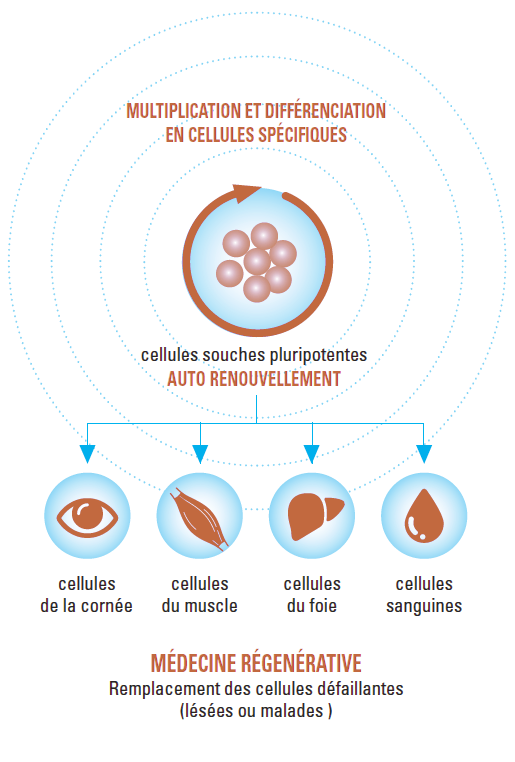 MULTIPLICATION ET DIFFÉRENCIATION
EN CELLULES SPÉCIFIQUES
cellules souches pluripotentes
AUTO RENOUVELLEMENT
cellules
de la cornée
cellules
du muscle
cellules
du foie
cellules
sanguines
MÉDECINE RÉGÉNÉRATIVE
Remplacement des cellules défaillantes
(lésées ou malades )